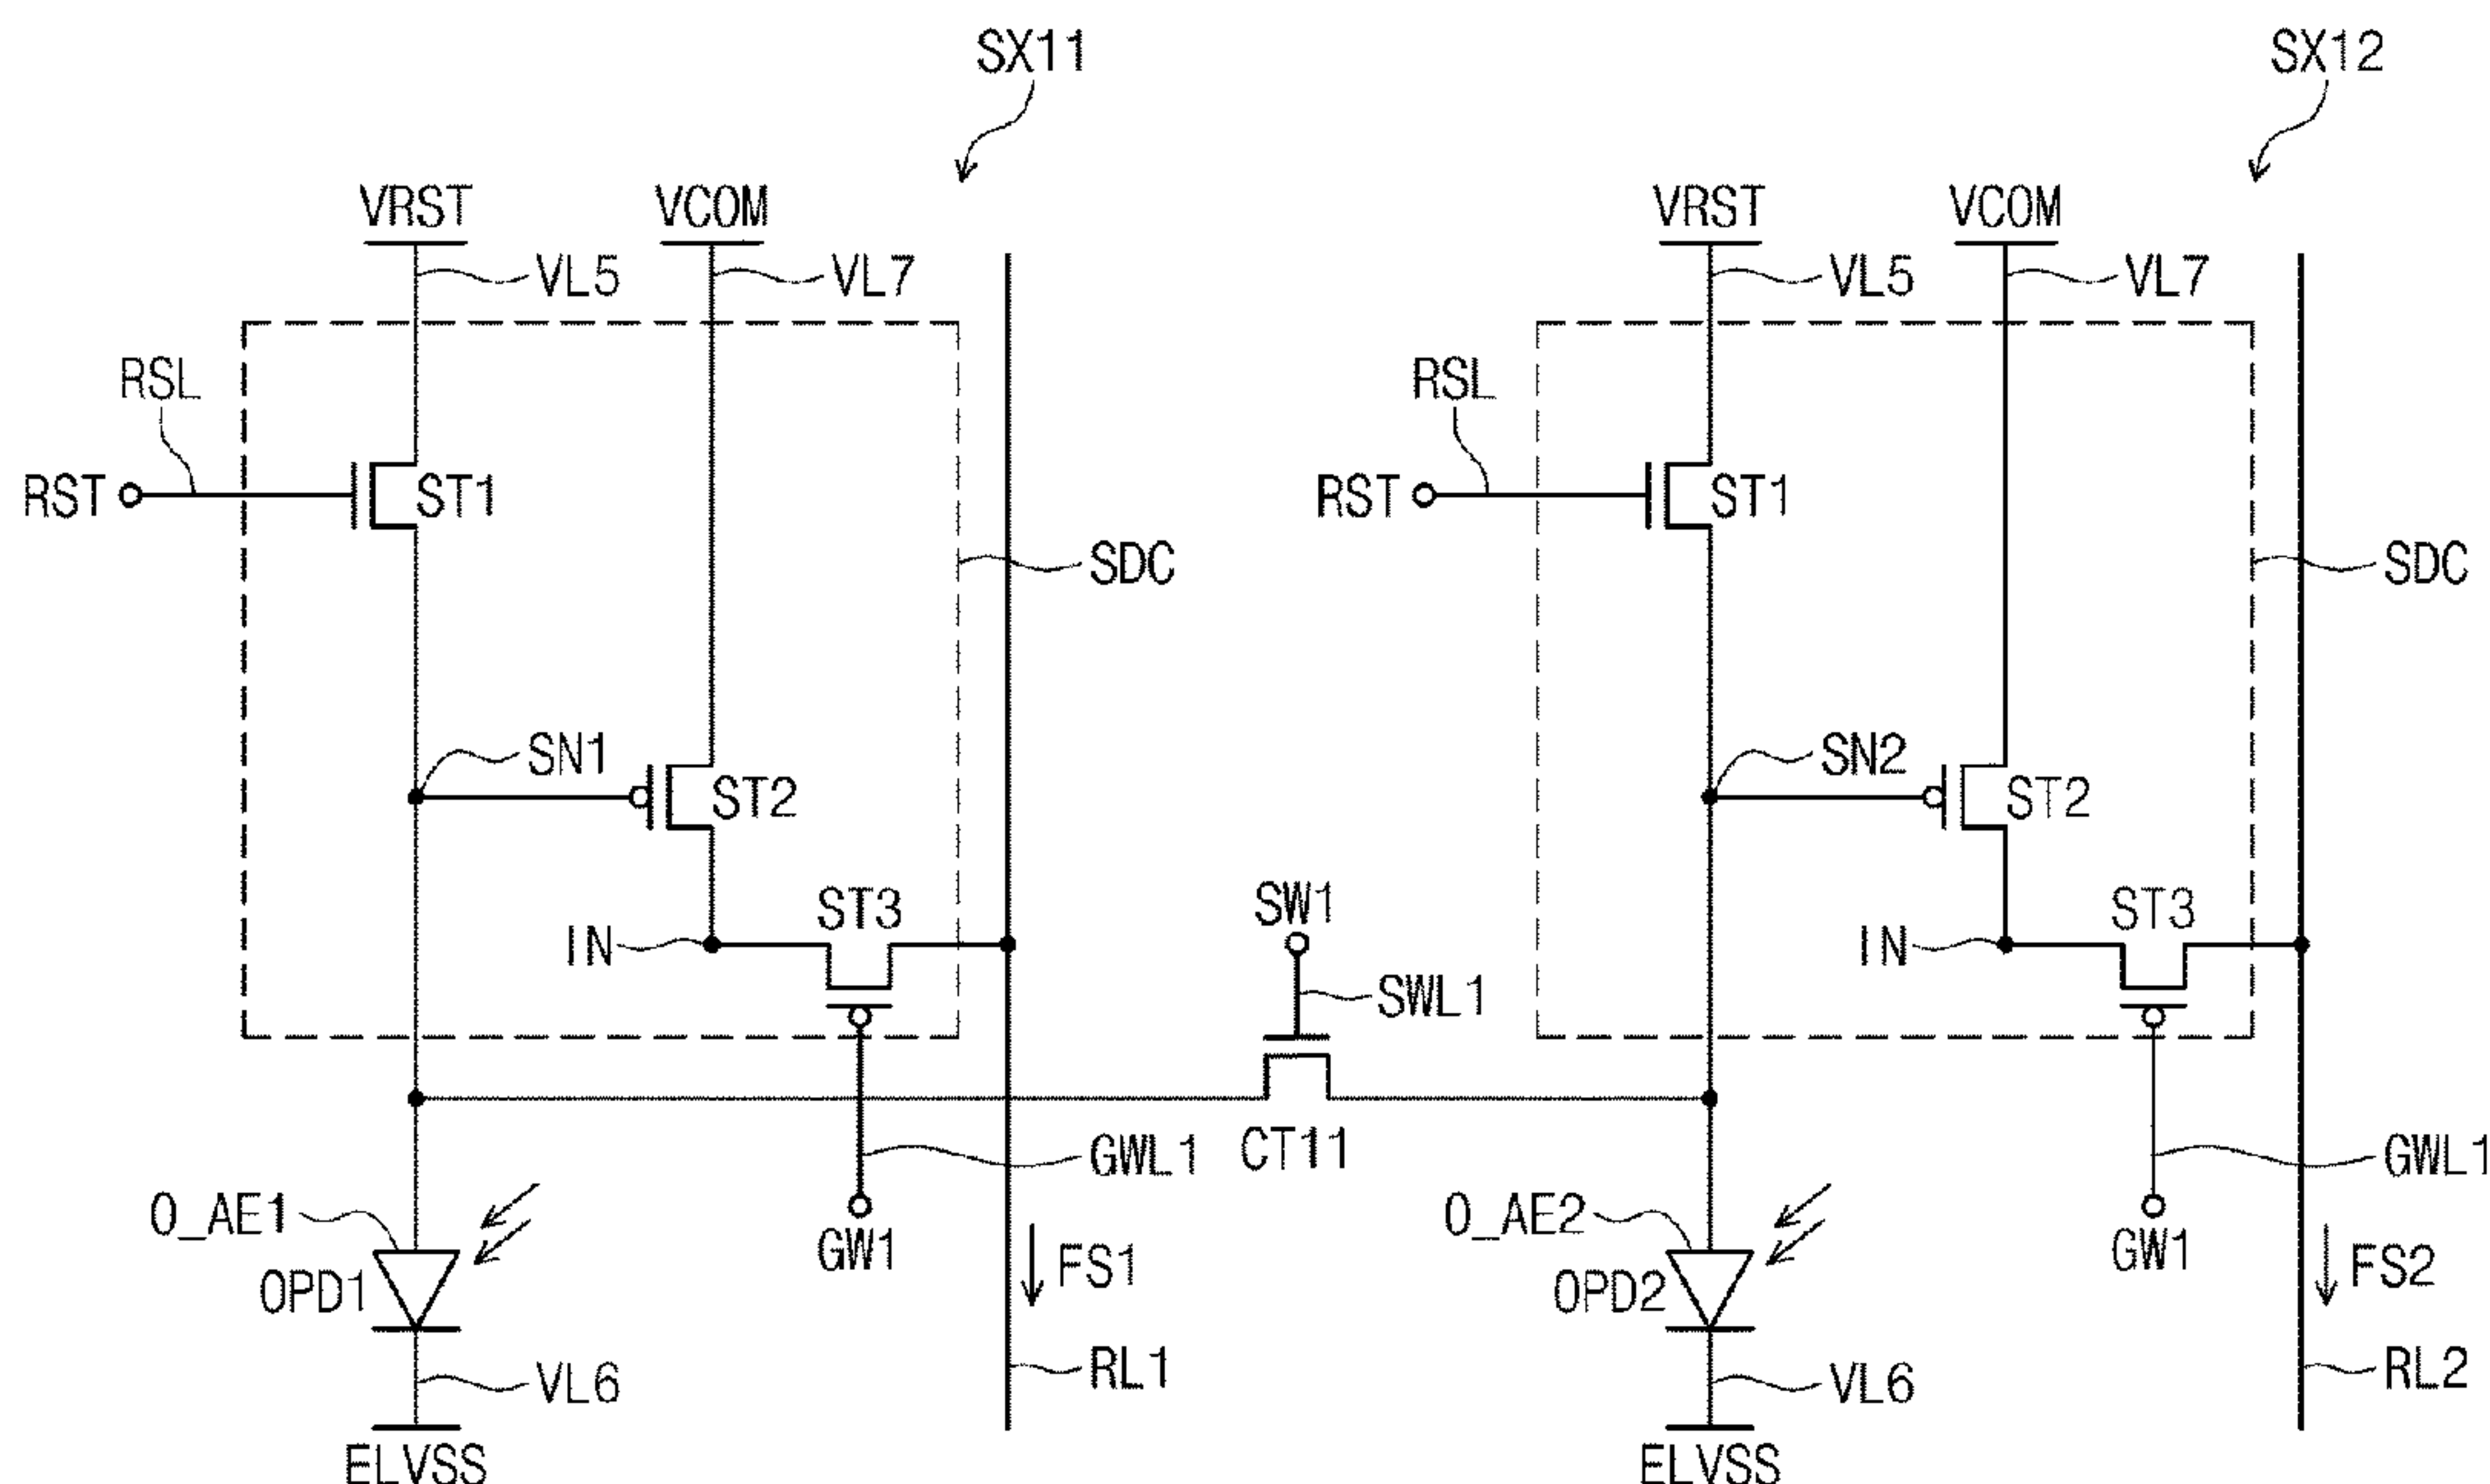 SX11 SX12
VRST VCOM VRST VCOM
VL5 VL7 VL5 VL7
RSL RSL
RST ST1 RST ST1
SDC SDC
SN1 SN2
ST2 ST2
ST3 SW1 ST3
IN IN
SWL1
GWL1 CT11 GWL1
O_AE1 O_AE2
GW1 GW1
OPD1 FS1 OPD2 FS2
VL6 RL1 VL6 RL2
ELVSS ELVSS